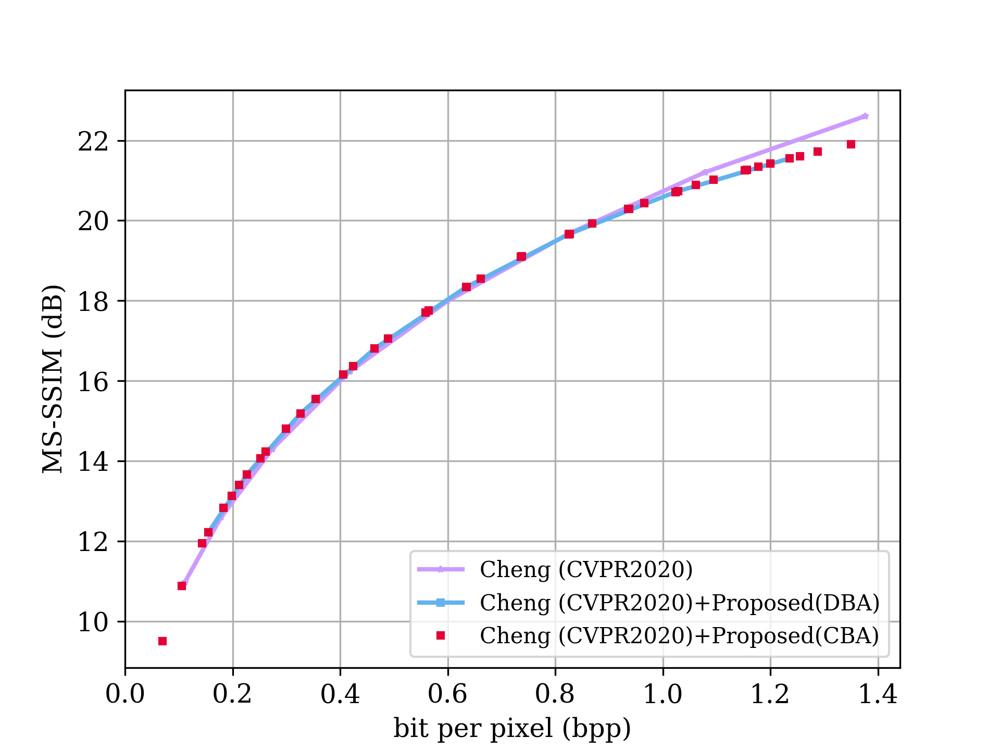 22
20
18
16
14
12
10
MS-SSIM (dB)
Cheng (CVPR2020)
Cheng (CVPR2020)+Proposed(DBA)
Cheng (CVPR2020)+Proposed(CBA)
0.0 0.2 0.4 0.6 0.8 1.0 1.2 1.4
bit per pixel (bpp)